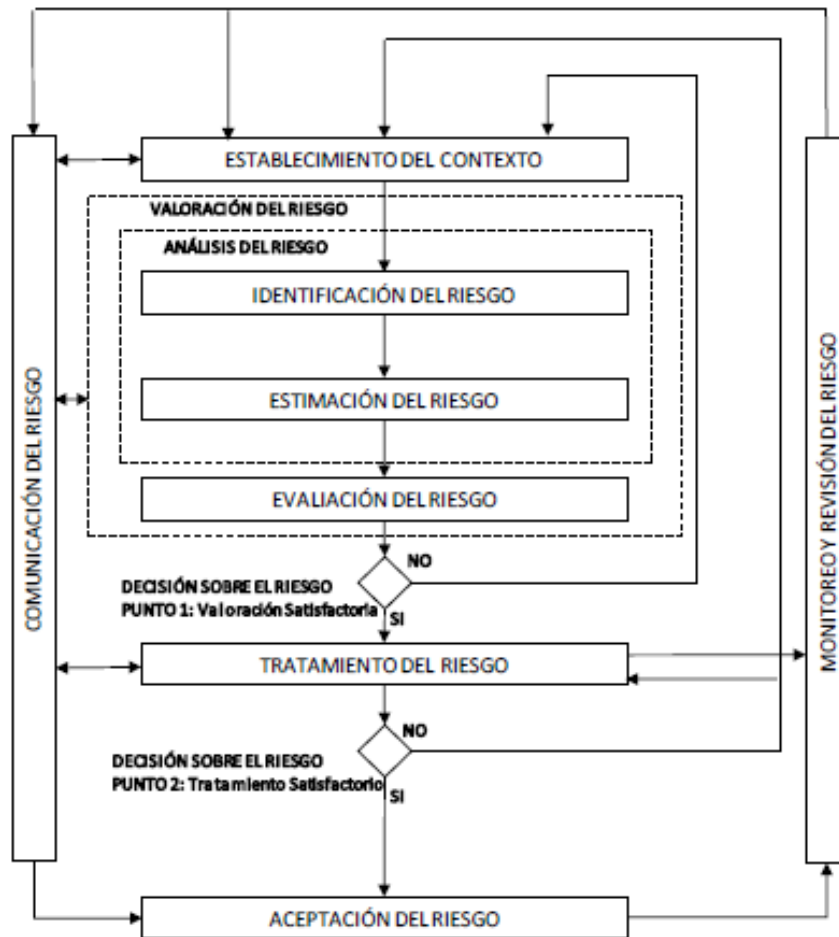 ESTABLECIMIENTO DEL CONTEXTO
VALORACIÓN DEL RIESGO
ANÁLISIS DEL RIESGO
IDENTIFICACIÓN DEL RIESGO
ESTIMACIÓN DEL RIESGO
EVALIACIÓN DEL RIESGO
NO
DECISIÓN SOBRE EL RIESGO
PUNTO 1: Valoración Satisfactoria
SI
TRATAMIENTO DEL RIESGO
NO
DECISIÓN SOBRE EL RIESGO
PUNTO 2: Tratamiento Satisfactorio
SI
ACEPTACIÓN DEL RIESGO
COMUNICACIÓN DEL RIESGO
MONITOREO Y REVISIÓN DEL RIESGO